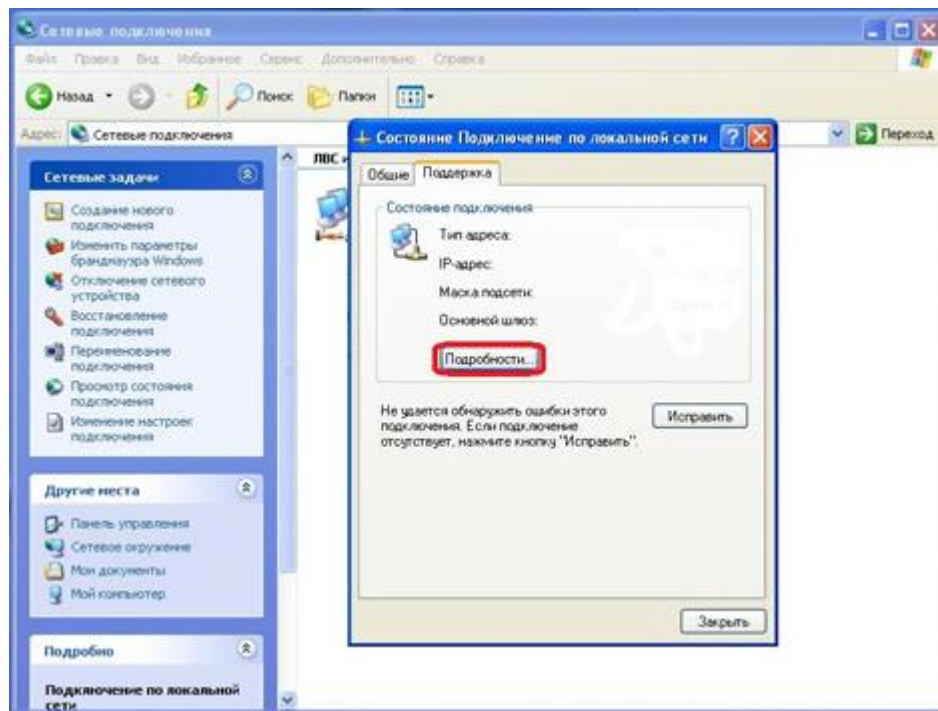 Сетевые подключения
Файл Правка Вид Избранное Сервис Дополнительно Справка
Назад Поиск Папки
Адрес: Сетевые подключения Переход
Сетевые задачи
Создание нового
подключения
Изменить параметры
брандмауэра Windows
Отключение сетевого
устройства
Восстановление
подключения
Переименование
подключения
Просмотр состояния
подключения
Изменение настроек
подключения
Другие места
Панель управления
Сетевое окружение
Мои документы
Мой компьютер
Подробно
Подключение по локальной
сети
ЛВС
Состояние Подключение по локальной сети
Общие Поддержка
Состояние подключения
Тип адреса:
IP-адрес:
Маска подсети:
Основной шлюз:
Подробности...
Не удается обнаружить ошибки этого
подключения. Если подключение
отсутствует, нажмите кнопку "Исправить".
Исправить
Закрыть